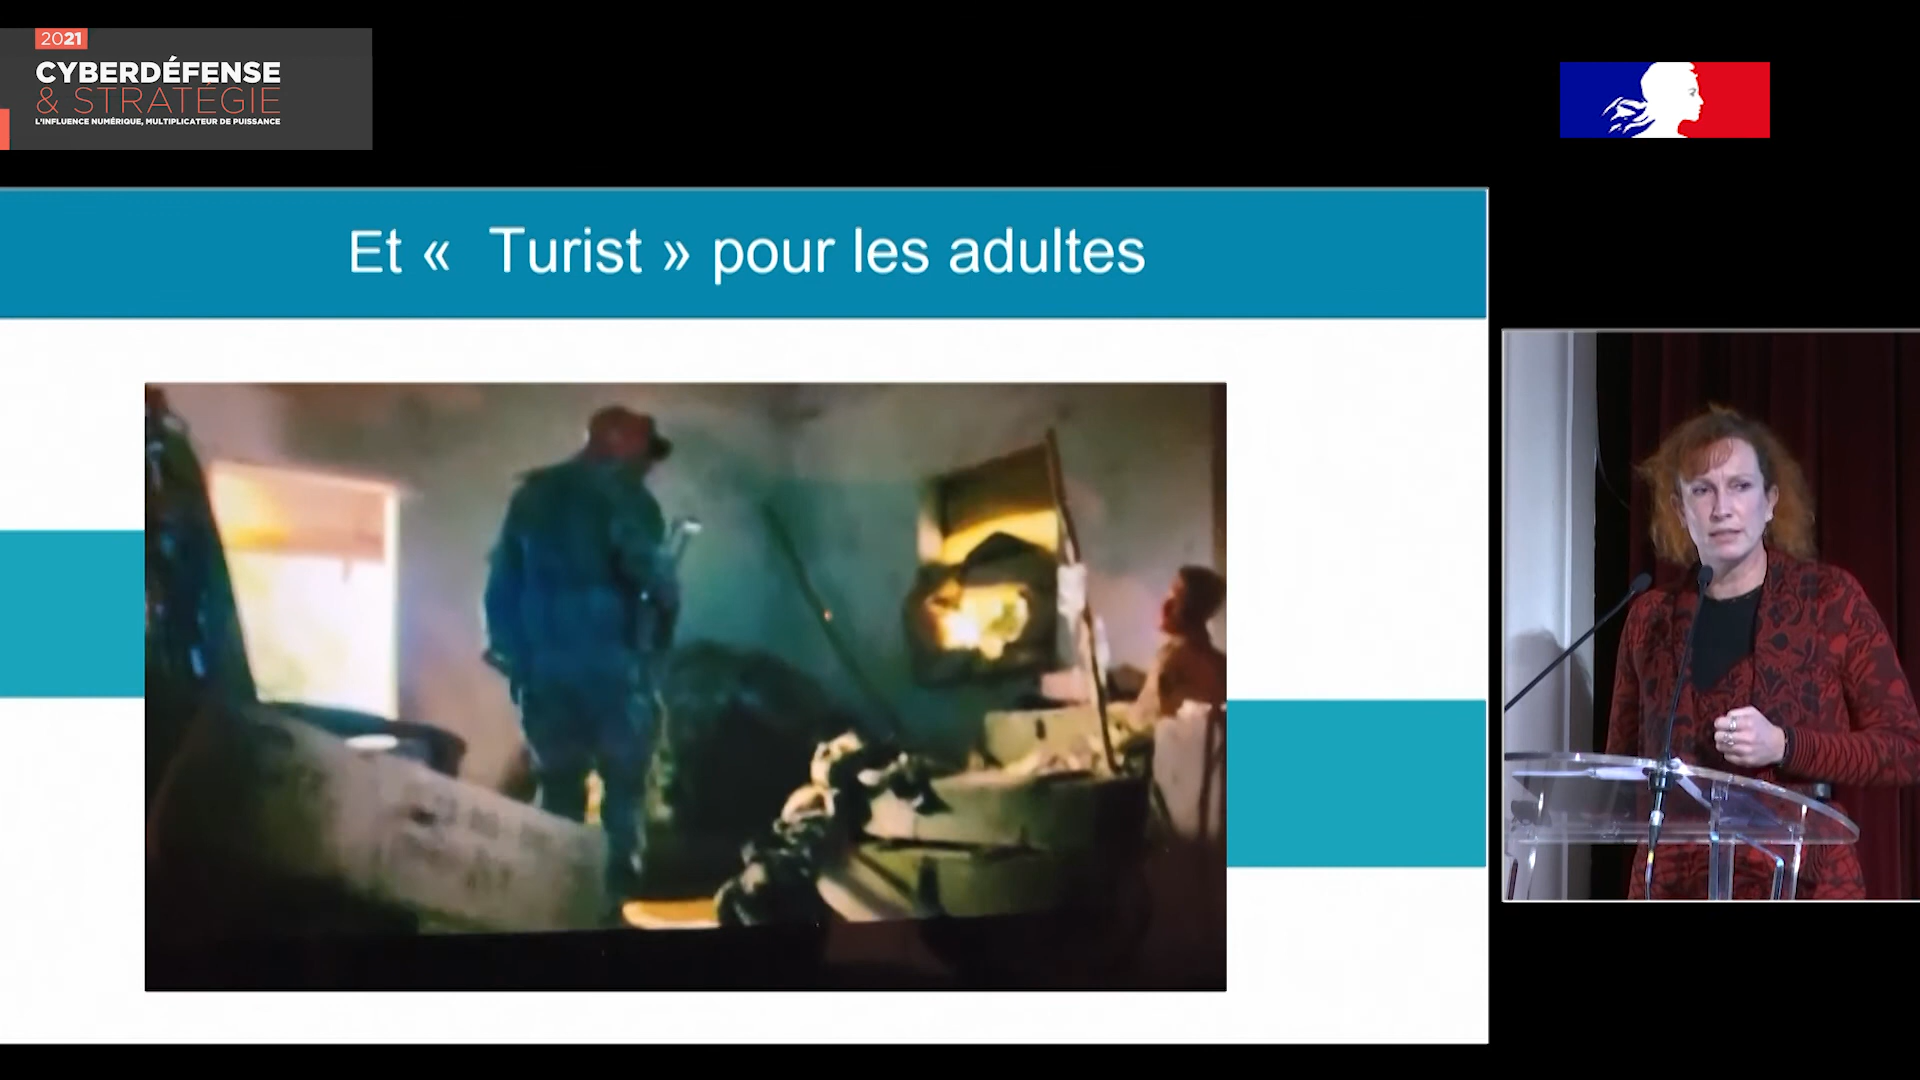 2021
CYBERDÉFENSE
& STRATÉGIE
L'INFLUENCE NUMÉRIQUE, MULTIPLICATEUR DE PUISSANCE
Et «  Turist » pour les adultes